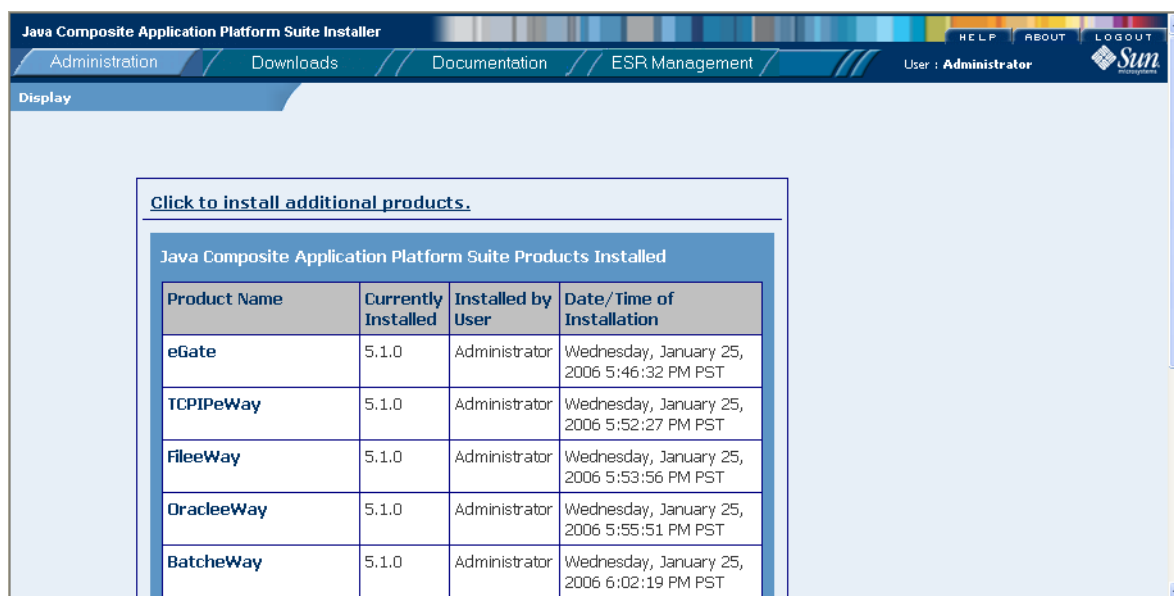 Java Composite Application Platform Suite Installer
HELP ABOUT LOGOUT
Administration Downloads Documentation ESR Management User : Administrator Sun microsystems
Display
Click to install additional products.
Java Composite Application Platform Suite Products Installed
Product Name Currently Installed Installed by User Date/Time of Installation
eGate 5.1.0 Administrator Wednesday, January 25,
2006 5:46:32 PM PST
TCPIPeWay 5.1.0 Administrator Wednesday, January 25,
2006 5:52:27 PM PST
FileeWay 5.1.0 Administrator Wednesday, January 25,
2006 5:53:56 PM PST
OracleeWay 5.1.0 Administrator Wednesday, January 25,
2006 5:55:51 PM PST
BatcheWay 5.1.0 Administrator Wednesday, January 25,
2006 6:02:19 PM PST